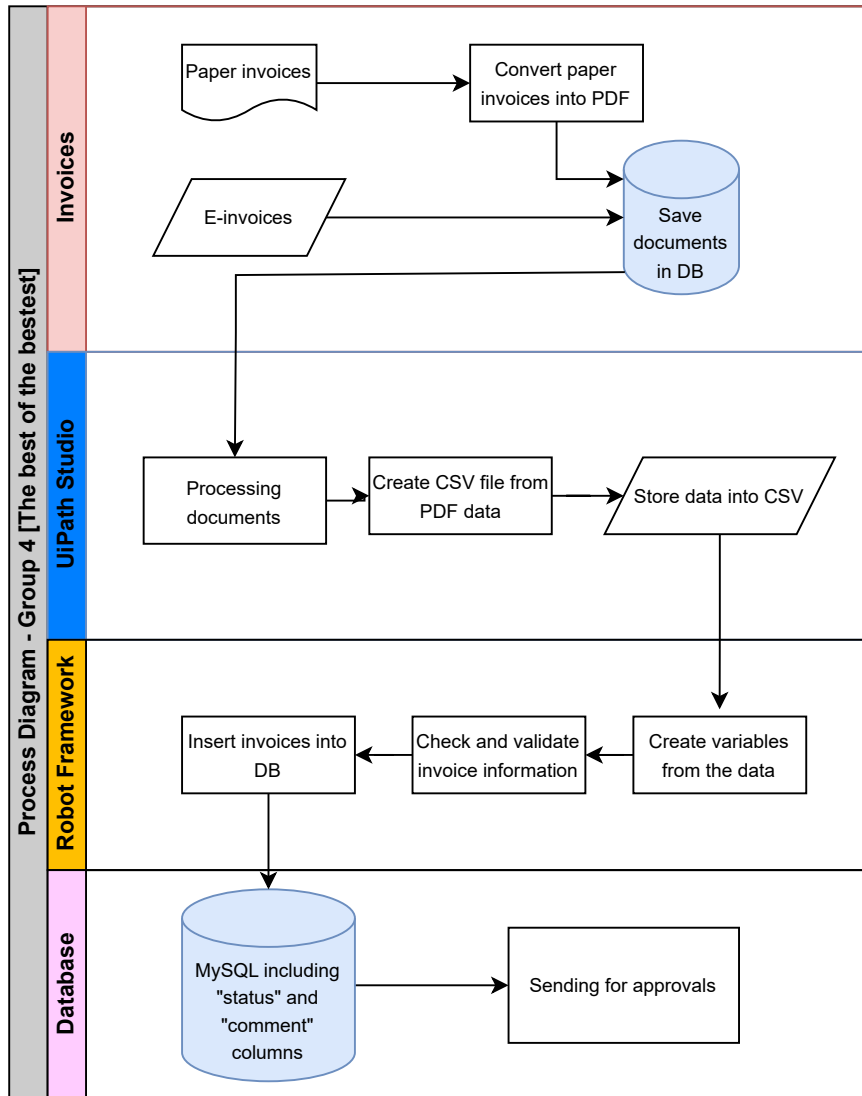 Process Diagram - Group 4 [The best of the bestest]
Invoices
Paper invoices
Convert paper
invoices into PDF
E-invoices
Save
documents
in DB
UiPath Studio
Processing
documents
Create CSV file from
PDF data
Store data into CSV
Robot Framework
Insert invoices into
DB
Check and validate
invoice information
Create variables
from the data
Database
MySQL including
"status" and
"comment"
columns
Sending for approvals